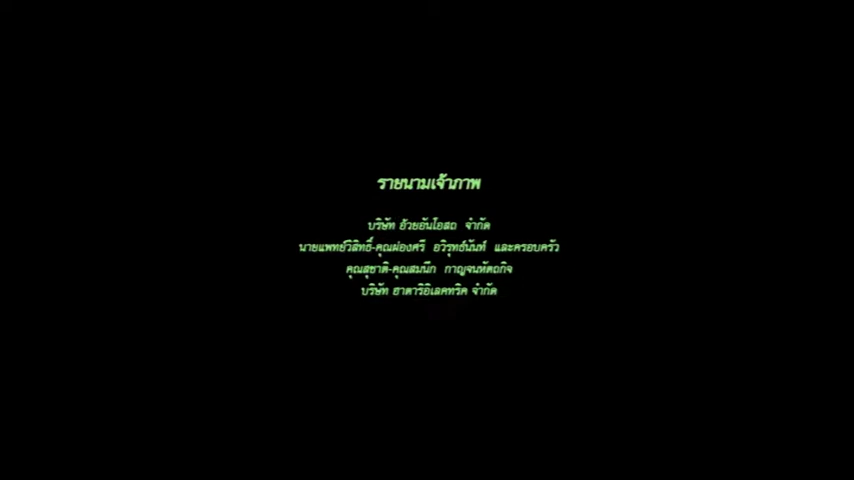 รายนามเจ้าภาพ
บริษัท อ้วยอันโอสถ จำกัด
นายแพทย์วิสิทธิ์-คุณผ่องศรี อวิรุทธ์นันท์ และครอบครัว
คุณสุชาติ-คุณสมนึก กาญจนหัตถกิจ
บริษัท ฮาตาริอิเลคทริค จำกัด